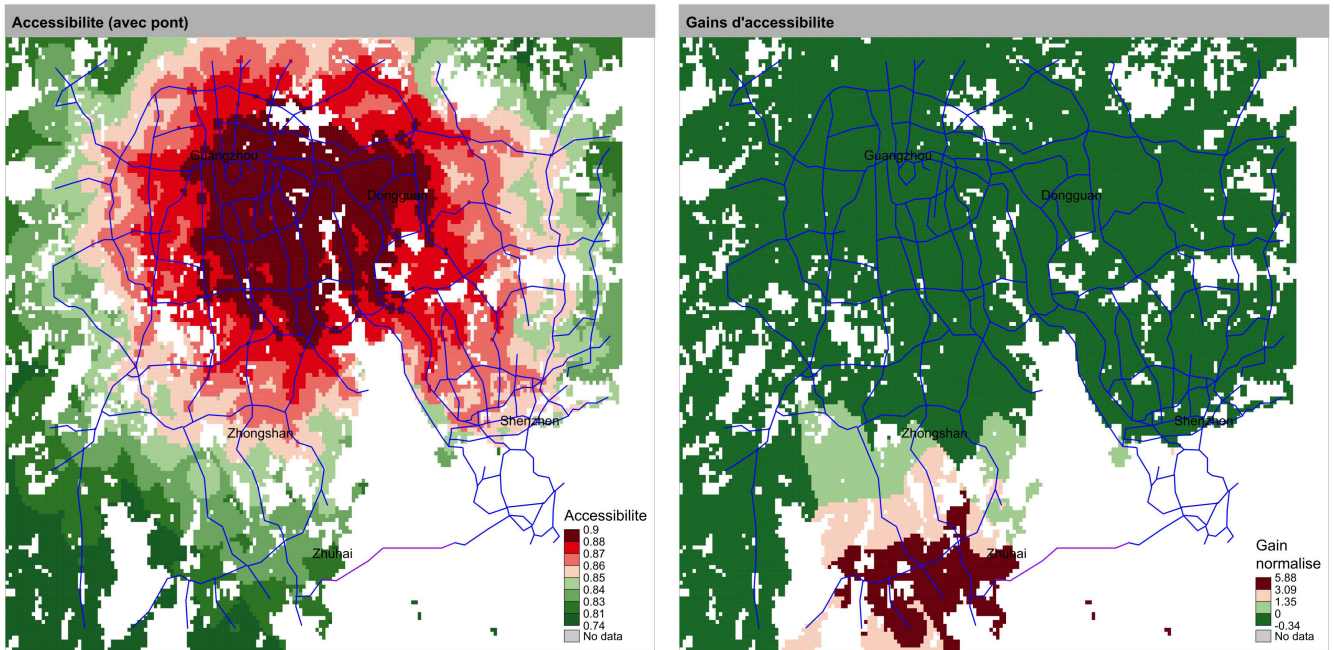 Accessibilite (avec pont)
Guangzhou
Dongguan
Shenzhen
Zhongshan
Zhuhai
Accessibilite
0.9
0.88
0.87
0.86
0.85
0.84
0.83
0.81
0.74
No data
Gains d'accessibilite
Guangzhou
Dongguan
Shenzhen
Zhongshan
Zhuhai
Gain
normalise
5.88
3.09
1.35
0
-0.34
No data